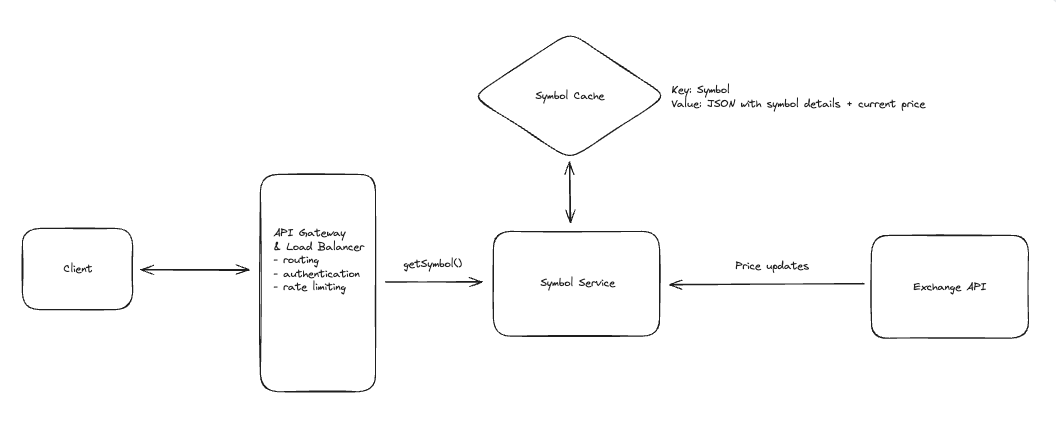 Symbol Cache
Key: Symbol
Value: JSON with symbol details + current price
API Gateway
& Load Balancer
- routing
- authentication
- rate limiting
Client
getSymbol()
Symbol Service
Price updates
Exchange API